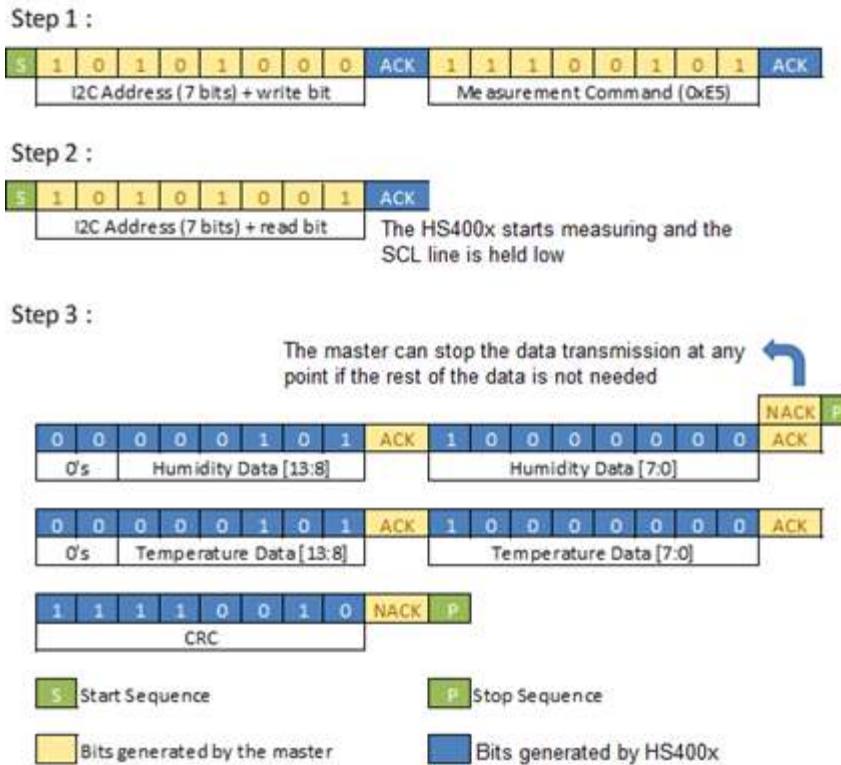 Step 1 :
S 1 0 1 0 1 0 0 0 ACK 1 1 1 0 0 1 0 1 ACK
I2C Address (7 bits) + write bit Measurement Command (0xE5)
Step 2 :
S 1 0 1 0 1 0 0 1 ACK
I2C Address (7 bits) + read bit
The HS400x starts measuring and the
SCL line is held low
Step 3 :
The master can stop the data transmission at any
point if the rest of the data is not needed
NACK P
0 0 0 0 0 1 0 1 ACK 1 0 0 0 0 0 0 0 ACK
0's Humidity Data [13:8] Humidity Data [7:0]
0 0 0 0 0 1 0 1 ACK 1 0 0 0 0 0 0 0 ACK
0's Temperature Data [13:8] Temperature Data [7:0]
1 1 1 1 0 0 1 0 NACK P
CRC
S Start Sequence P Stop Sequence
Bits generated by the master Bits generated by HS400x